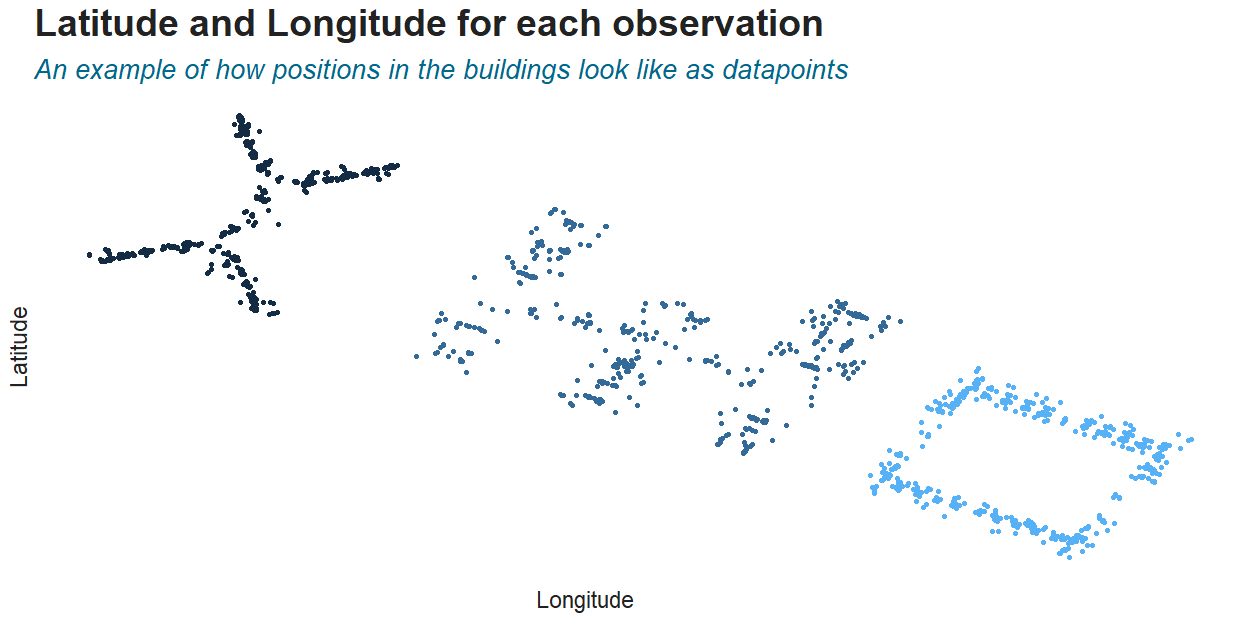 Latitude and Longitude for each observation
An example of how positions in the buildings look like as datapoints
Latitude
Longitude